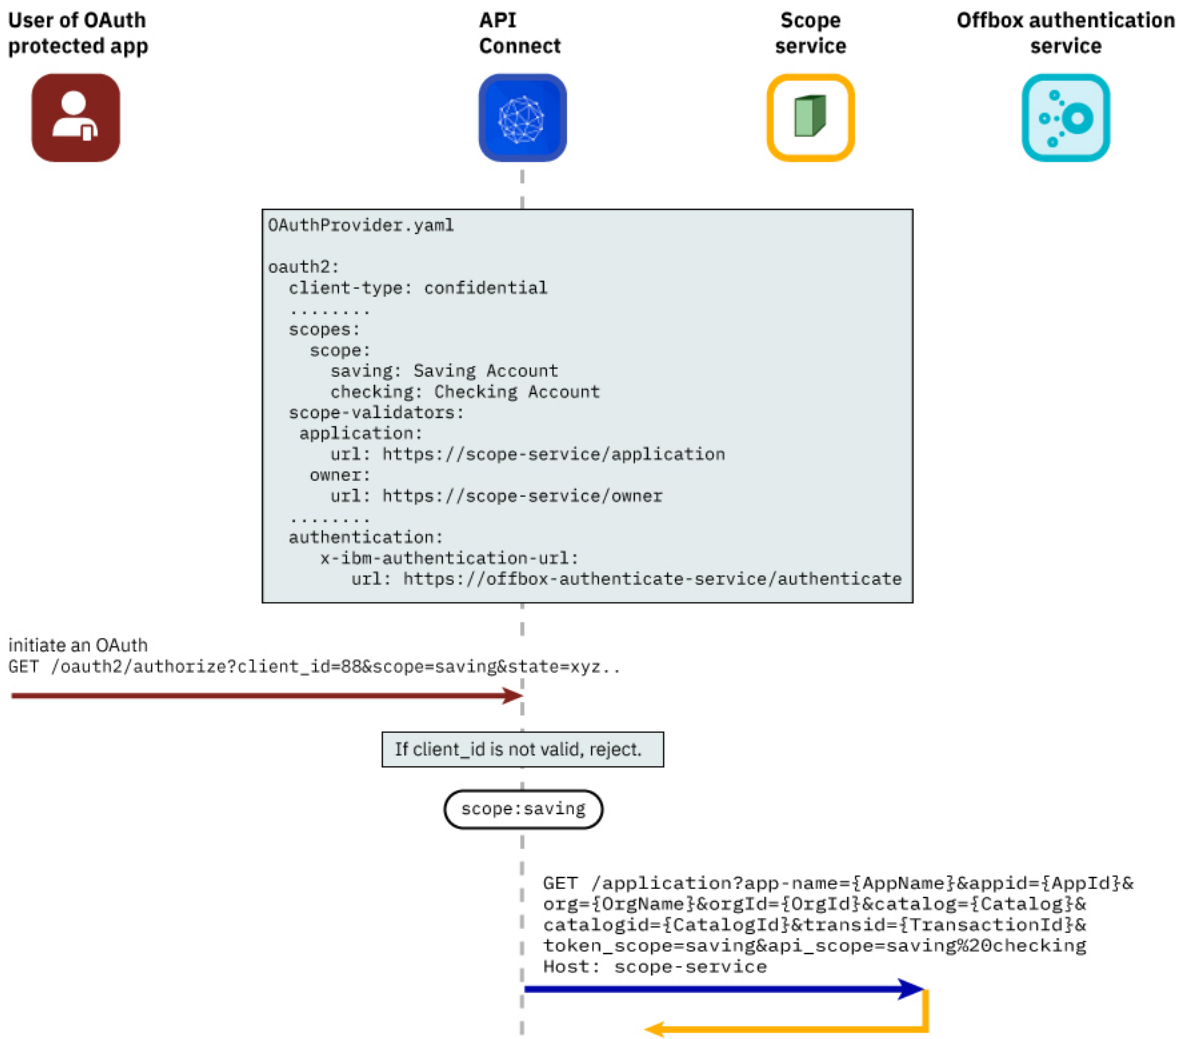 User of OAuth
protected app
API
Connect
Scope
service
Offbox authentication
service
OAuthProvider.yaml
oauth2:
  client-type: confidential
  ........
  scopes:
    scope:
      saving: Saving Account
      checking: Checking Account
  scope-validators:
   application:
      url: https://scope-service/application
    owner:
      url: https://scope-service/owner
  ........
  authentication:
     x-ibm-authentication-url:
        url: https://offbox-authenticate-service/authenticate
initiate an OAuth
GET /oauth2/authorize?client_id=88&scope=saving&state=xyz..
If client_id is not valid, reject.
scope:saving
GET /application?app-name={AppName}&appid={AppId}&
org={OrgName}&orgId={OrgId}&catalog={Catalog}&
catalogid={CatalogId}&transid={TransactionId}&
token_scope=saving&api_scope=saving%20checking
Host: scope-service